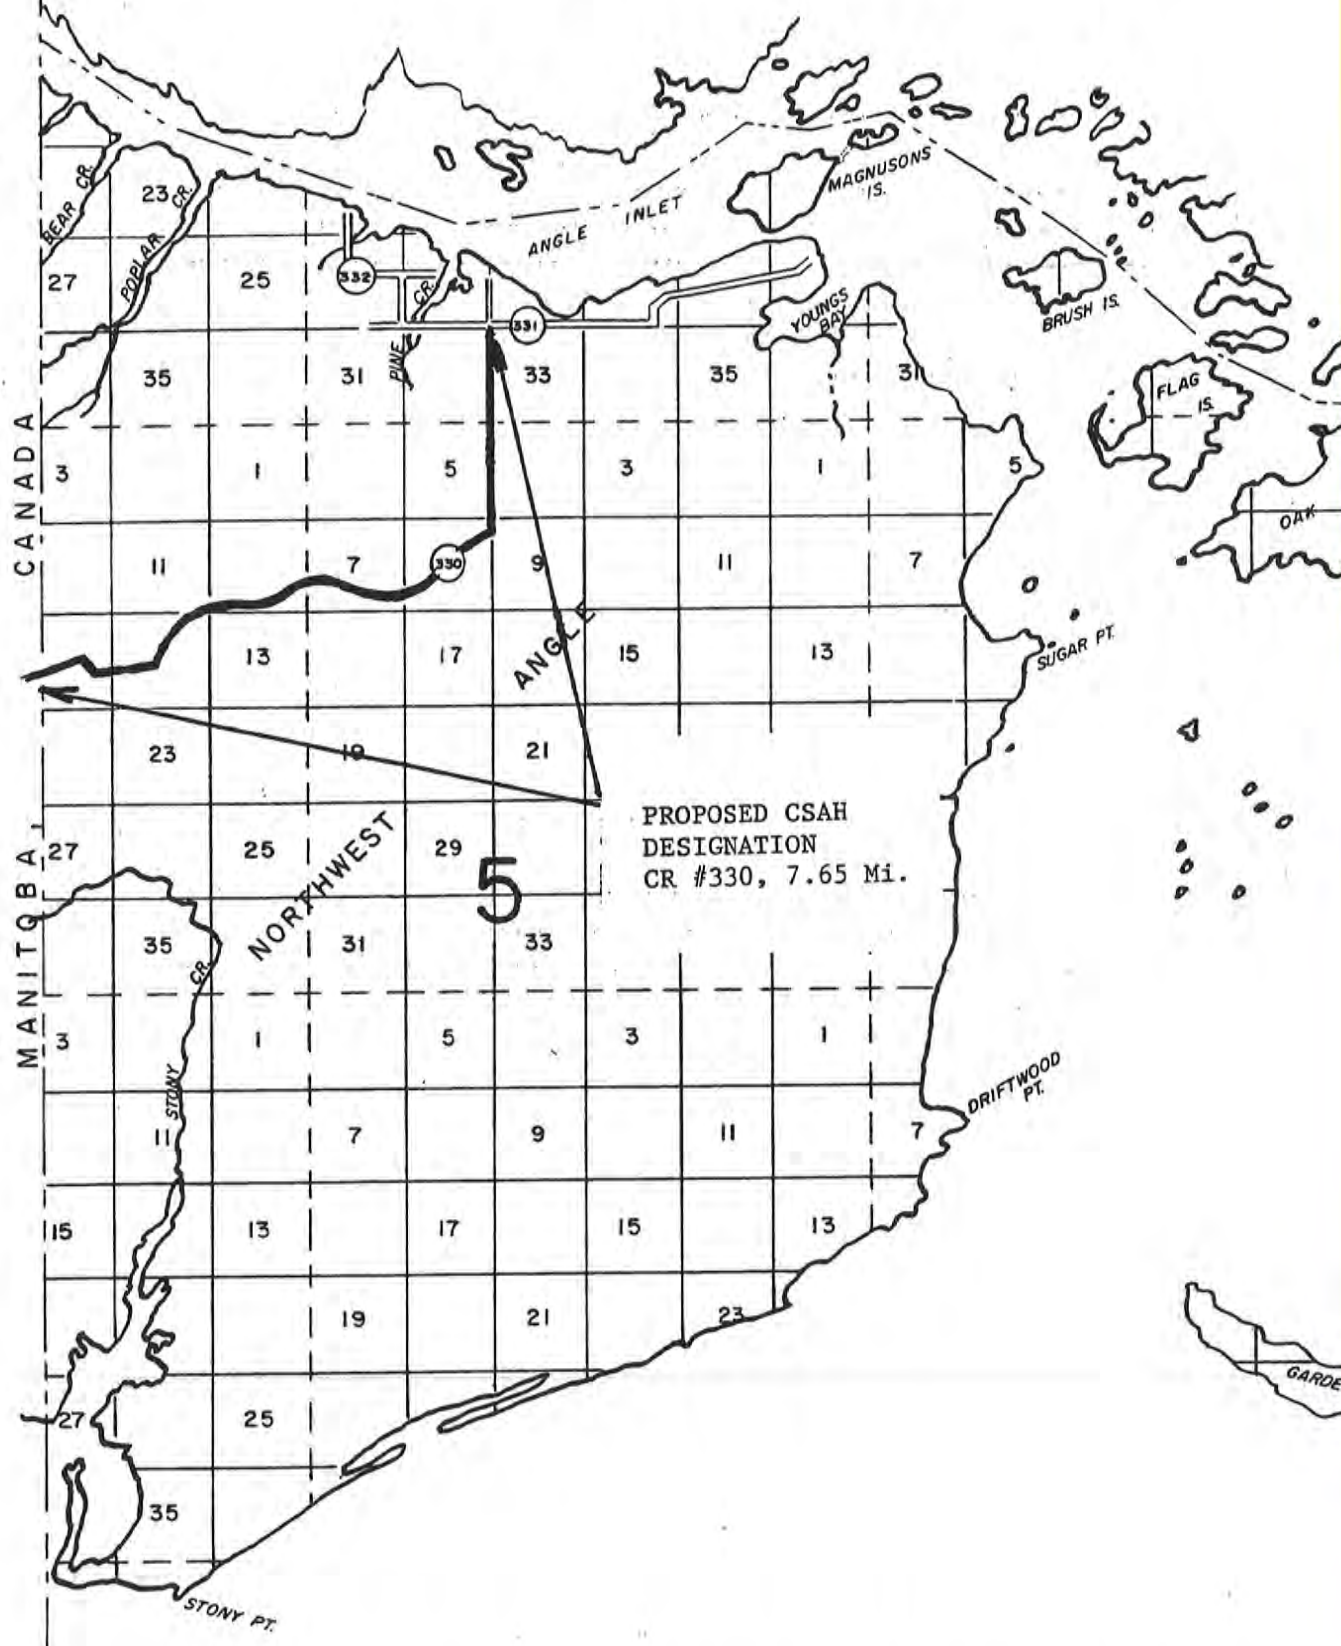 MAGNUSONS
IS.
INLET
ANGLE
BEAR CR.
23
POPLAR CR.
27
25
332
CR.
PINE
331
YOUNGS
BAY
BRUSH IS.
35
31
33
35
31
FLAG
IS.
CANADA
3
1
5
3
1
5
OAK
11
330
7
9
11
7
13
17
ANGLE
15
13
SUGAR PT.
23
19
21
PROPOSED CSAH
DESIGNATION
CR #330, 7.65 Mi.
MANITOBA,
27
25
NORTHWEST
29
5
35
31
33
CR.
STONY
3
1
5
3
1
DRIFTWOOD
PT.
11
7
9
11
7
15
13
17
15
13
19
21
23
GARDE
27
25
35
STONY PT.